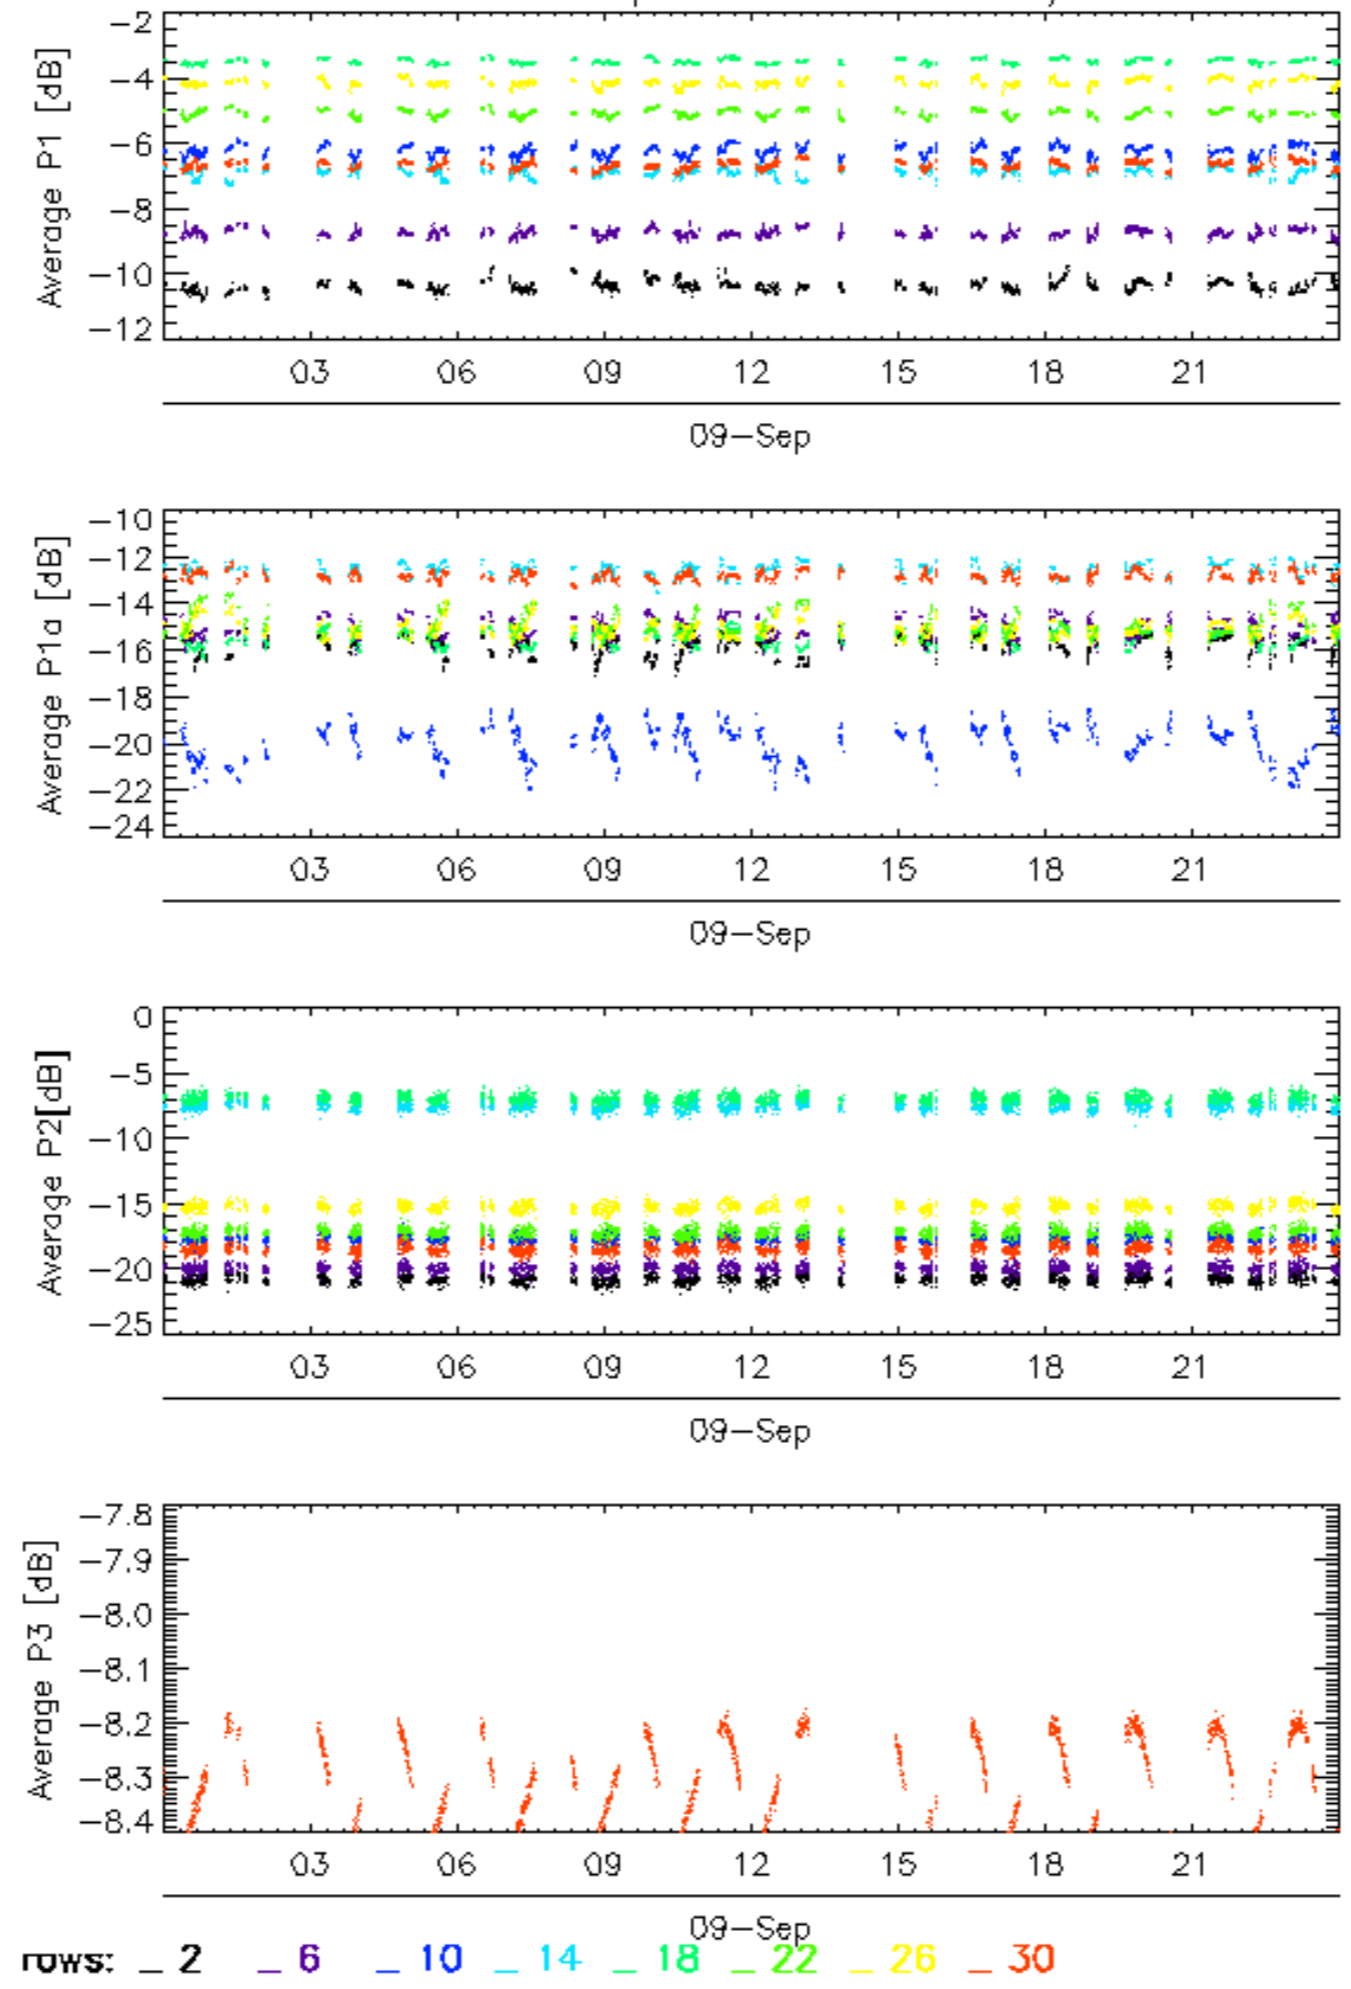 Average P1 [dB]
-2
-4
-6
-8
-10
-12
03 06 09 12 15 18 21
09-Sep
Average P1a [dB]
-10
-12
-14
-16
-18
-20
-22
-24
03 06 09 12 15 18 21
09-Sep
Average P2[dB]
0
-5
-10
-15
-20
-25
03 06 09 12 15 18 21
09-Sep
Average P3 [dB]
-7.8
-7.9
-8.0
-8.1
-8.2
-8.3
-8.4
03 06 09 12 15 18 21
09-Sep
rows: _ 2 _ 6 _ 10 _ 14 _ 18 _ 22 _ 26 _ 30